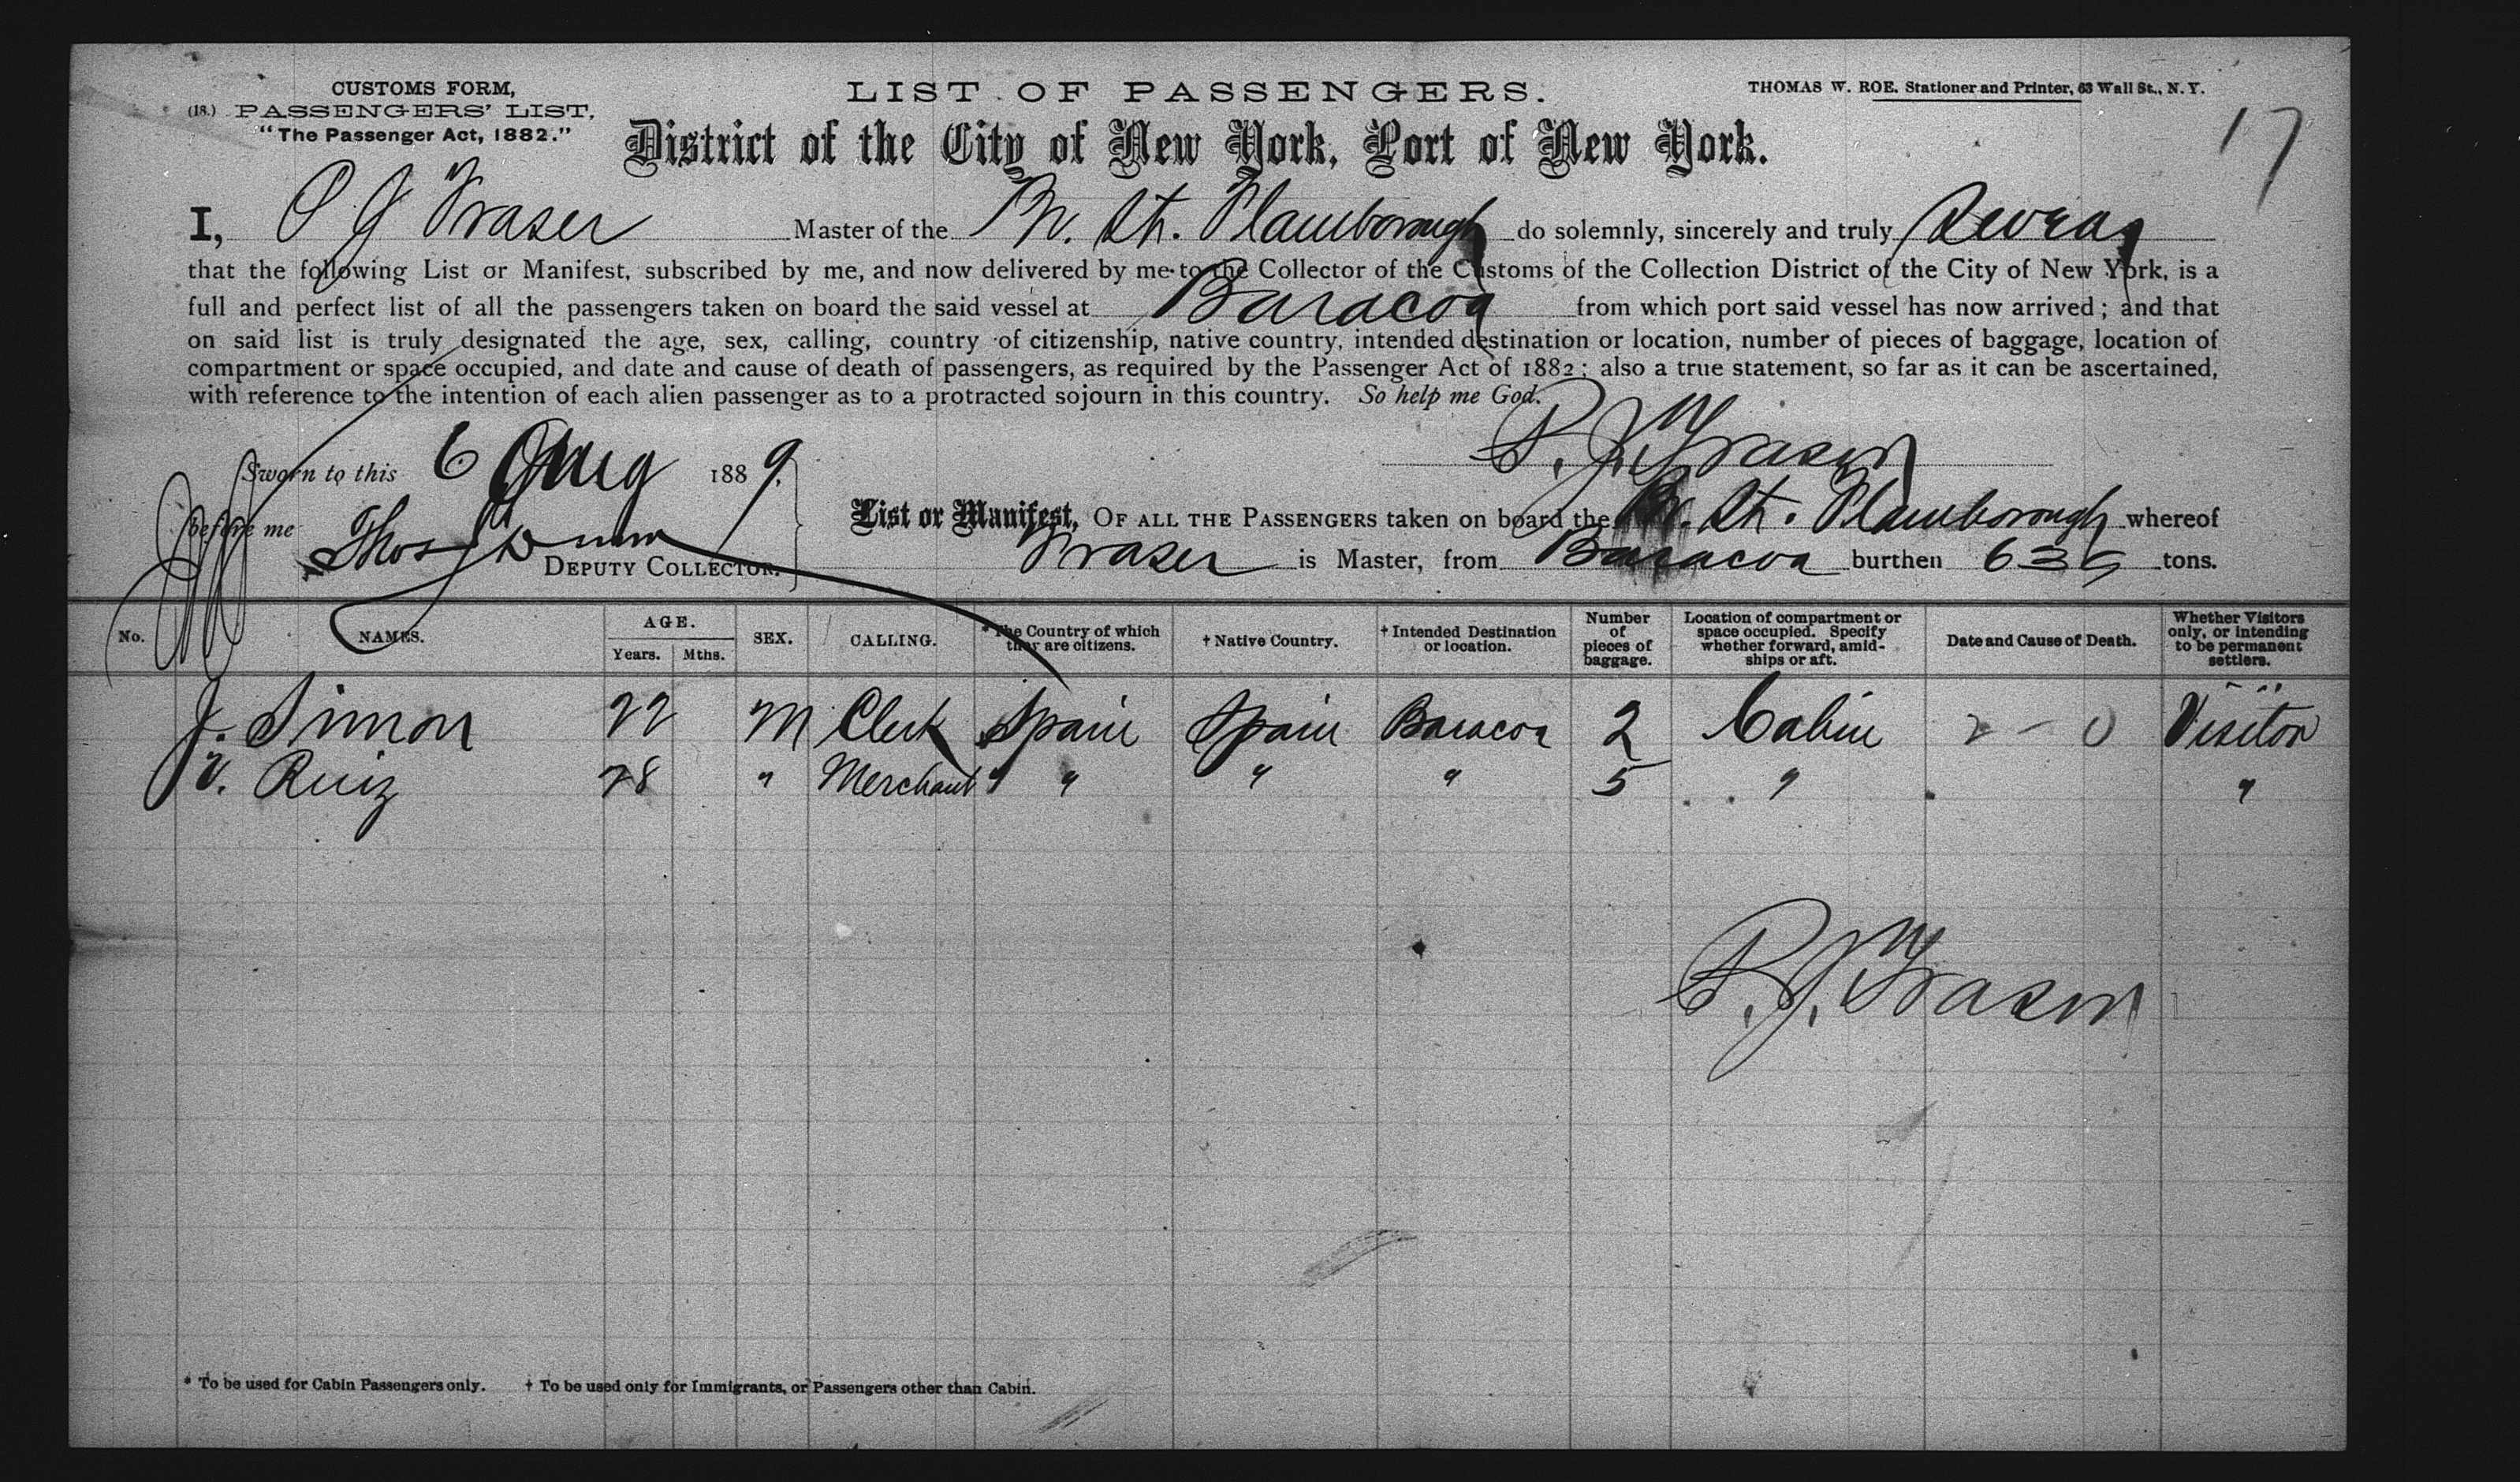 CUSTOMS FORM,
(18.) PASSENGERS' LIST,
"The Passenger Act, 1882."
LIST OF PASSENGERS.
THOMAS W. ROE, Stationer and Printer, 63 Wall St., N. Y.
17
District of the City of New York, Port of New York.
I, P J Fraser Master of the Br. Str. Flamborough do solemnly, sincerely and truly Swear
that the following List or Manifest, subscribed by me, and now delivered by me to the Collector of the Customs of the Collection District of the City of New York, is a
full and perfect list of all the passengers taken on board the said vessel at Baracoa from which port said vessel has now arrived; and that
on said list is truly designated the age, sex, calling, country of citizenship, native country, intended destination or location, number of pieces of baggage, location of
compartment or space occupied, and date and cause of death of passengers, as required by the Passenger Act of 1882; also a true statement, so far as it can be ascertained,
with reference to the intention of each alien passenger as to a protracted sojourn in this country. So help me God.
P. J. Fraser
Sworn to this 6 Aug 1889.
before me Thos Dunn
DEPUTY COLLECTOR.
List or Manifest, OF ALL THE PASSENGERS taken on board the Br. Str. Flamborough whereof
Fraser is Master, from Baracoa burthen 635 tons.
No. NAMES. AGE. Years. Mths. SEX. CALLING. * The Country of which they are citizens. † Native Country. † Intended Destination or location. Number of pieces of baggage. Location of compartment or space occupied. Specify whether forward, amidships or aft. Date and Cause of Death. Whether Visitors only, or intending to be permanent settlers.
J. Simon 22 M Clerk Spain Spain Baracoa 2 Cabin Visitor
V. Ruiz 28 " Merchant " " " 5 " "
P. J. Fraser
* To be used for Cabin Passengers only. † To be used only for Immigrants, or Passengers other than Cabin.